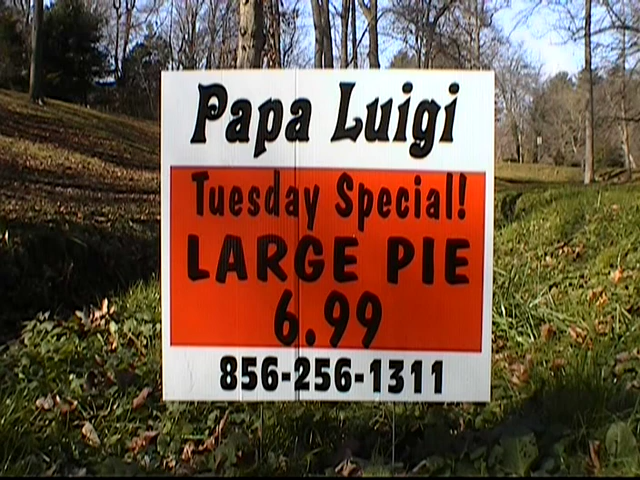 Papa Luigi
Tuesday Special!
LARGE PIE
6.99
856-256-1311